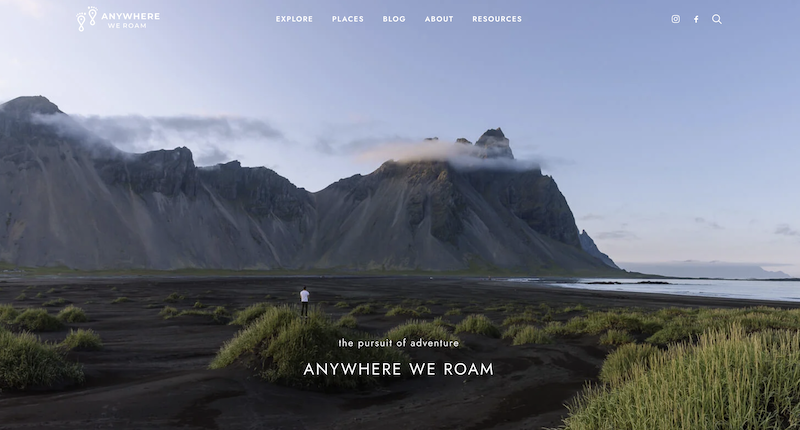 ANYWHERE
WE ROAM
EXPLORE PLACES BLOG ABOUT RESOURCES
the pursuit of adventure
ANYWHERE WE ROAM